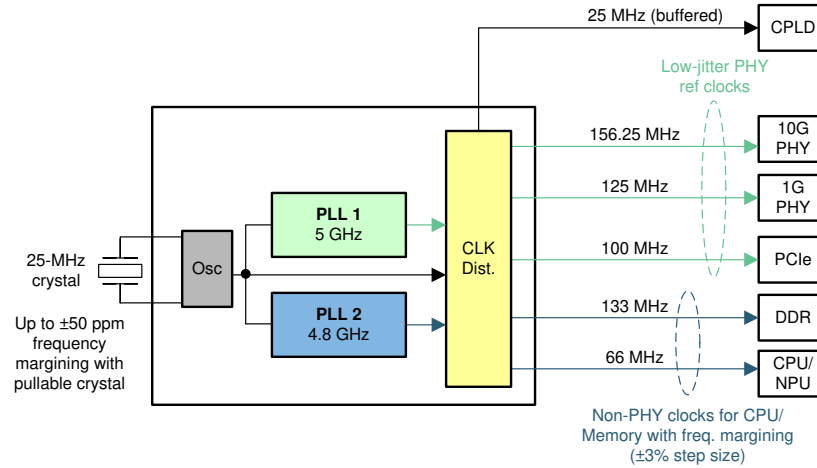 25 MHz (buffered)
CPLD
Low-jitter PHY
ref clocks
156.25 MHz
10G
PHY
125 MHz
1G
PHY
PLL 1
5 GHz
100 MHz
PCIe
25-MHz
crystal
Osc
CLK
Dist.
PLL 2
4.8 GHz
133 MHz
DDR
Up to ±50 ppm
frequency
margining with
pullable crystal
66 MHz
CPU/
NPU
Non-PHY clocks for CPU/
Memory with freq. margining
(±3% step size)